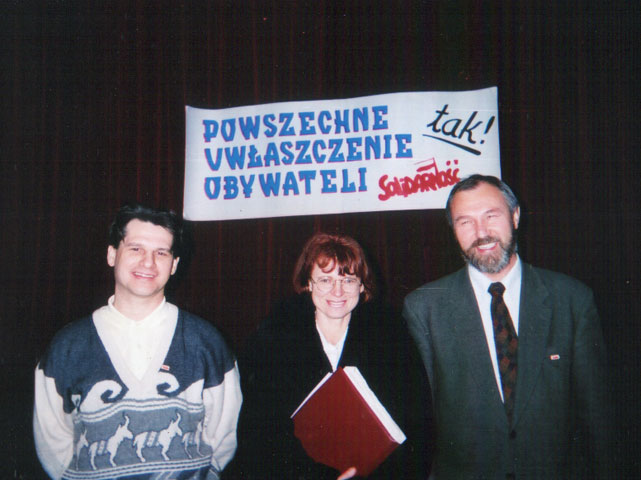 POWSZECHNE
UWŁASZCZENIE
OBYWATELI
tak!
SOLIDARNOŚĆ